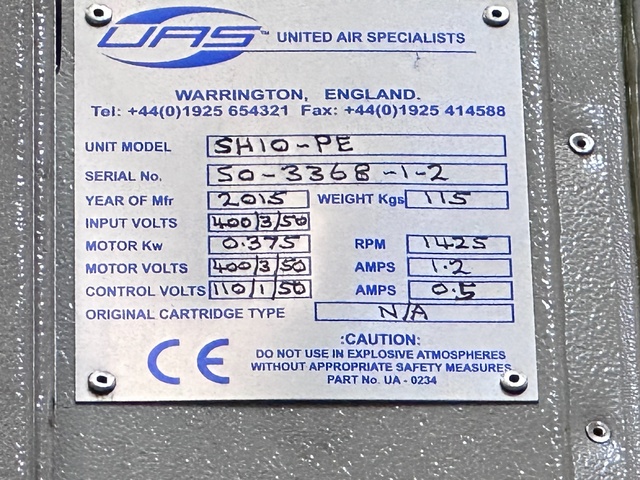 UAS™ UNITED AIR SPECIALISTS
WARRINGTON, ENGLAND.
Tel: +44(0)1925 654321 Fax: +44(0)1925 414588
UNIT MODEL SH10-PE
SERIAL No. SO-3368-1-2
YEAR OF Mfr 2015 WEIGHT Kgs 115
INPUT VOLTS 400/3/50
MOTOR Kw 0.375 RPM 1425
MOTOR VOLTS 400/3/50 AMPS 1.2
CONTROL VOLTS 110/1/50 AMPS 0.5
ORIGINAL CARTRIDGE TYPE N/A
:CAUTION:
CE DO NOT USE IN EXPLOSIVE ATMOSPHERES
WITHOUT APPROPRIATE SAFETY MEASURES
PART No. UA - 0234